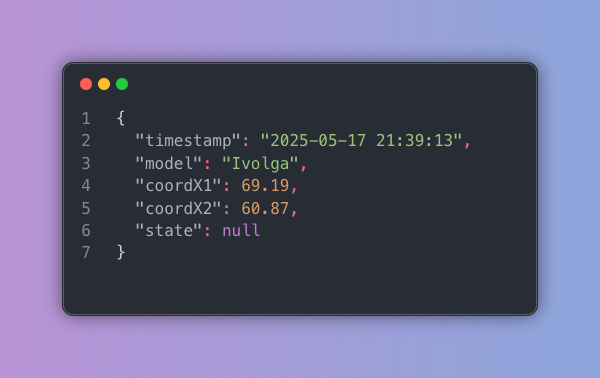 1 {
2 "timestamp": "2025-05-17 21:39:13",
3 "model": "Ivolga",
4 "coordX1": 69.19,
5 "coordX2": 60.87,
6 "state": null
7 }